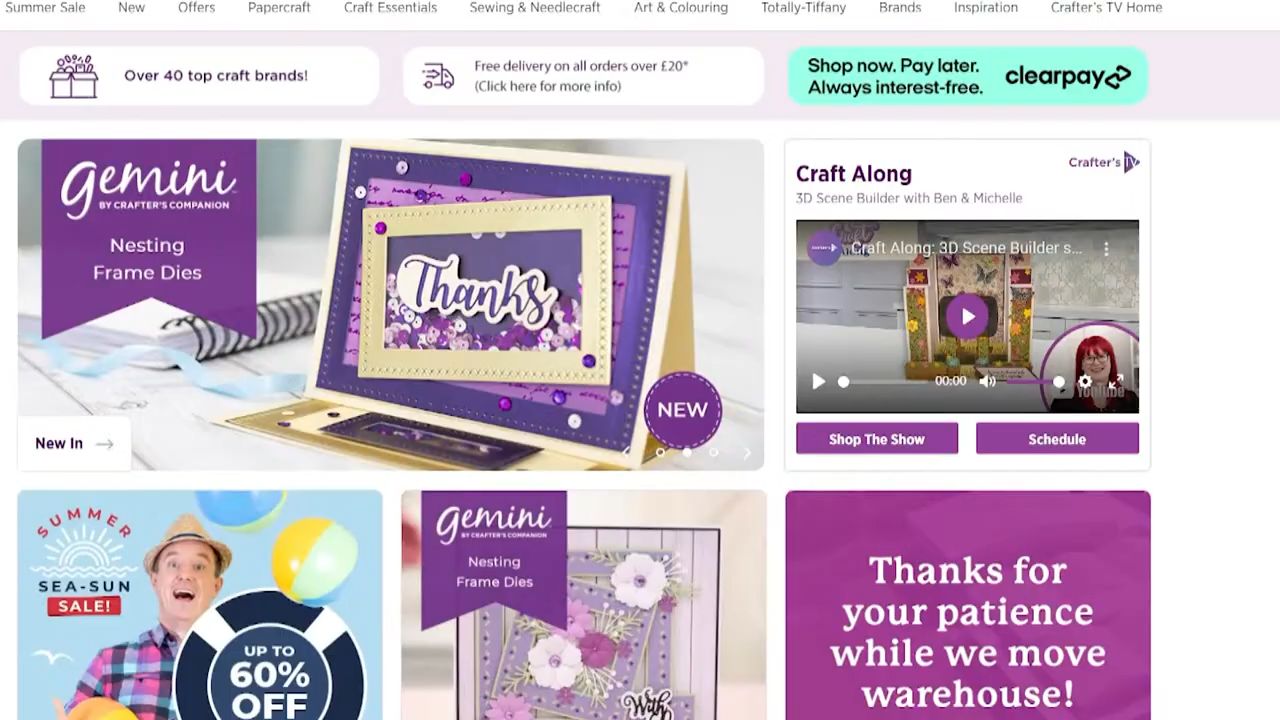 Summer Sale New Offers Papercraft Craft Essentials Sewing & Needlecraft Art & Colouring Totally-Tiffany Brands Inspiration Crafter's TV Home
Over 40 top craft brands!
Free delivery on all orders over £20*
(Click here for more info)
Shop now. Pay later.
Always interest-free.
clearpay
gemini
BY CRAFTER'S COMPANION
Nesting
Frame Dies
Thanks
NEW
New In
Craft Along
Crafter's TV
3D Scene Builder with Ben & Michelle
Craft Along: 3D Scene Builder s...
00:00
YouTube
Shop The Show
Schedule
SUMMER
SEA-SUN
SALE!
UP TO
60%
OFF
gemini
BY CRAFTER'S COMPANION
Nesting
Frame Dies
With
Thanks for
your patience
while we move
warehouse!